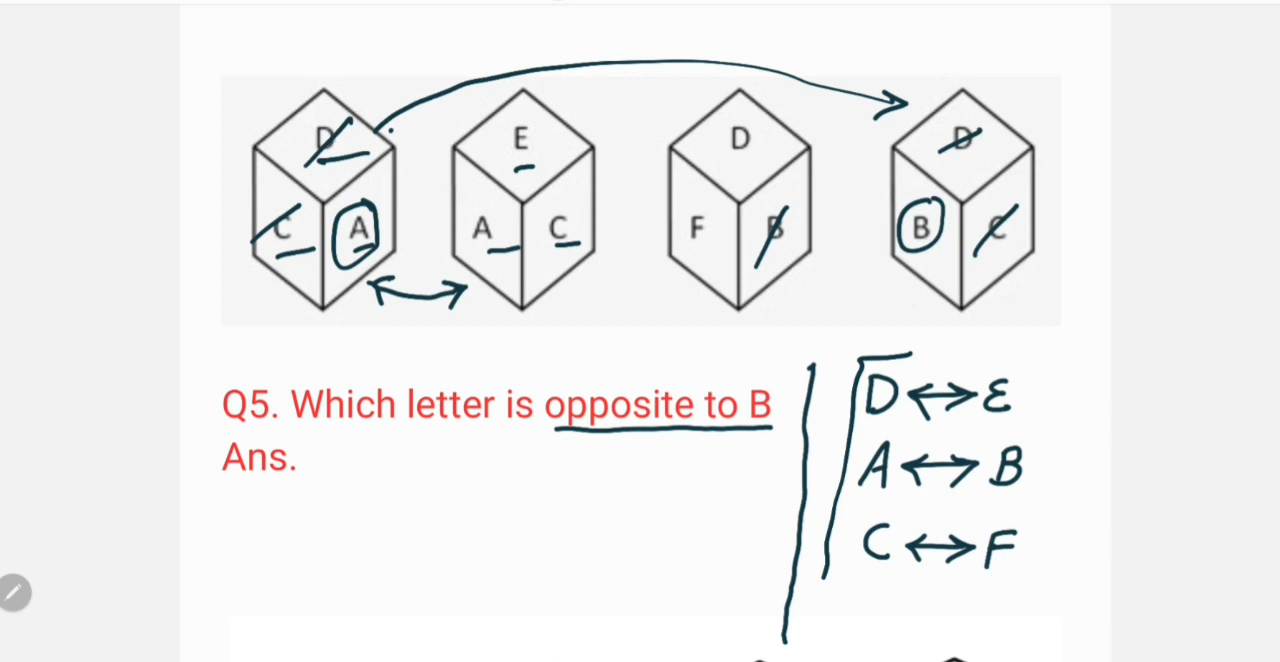 D E D D
C A A C F B B C
Q5. Which letter is opposite to B
Ans.
D ↔ E
A ↔ B
C ↔ F